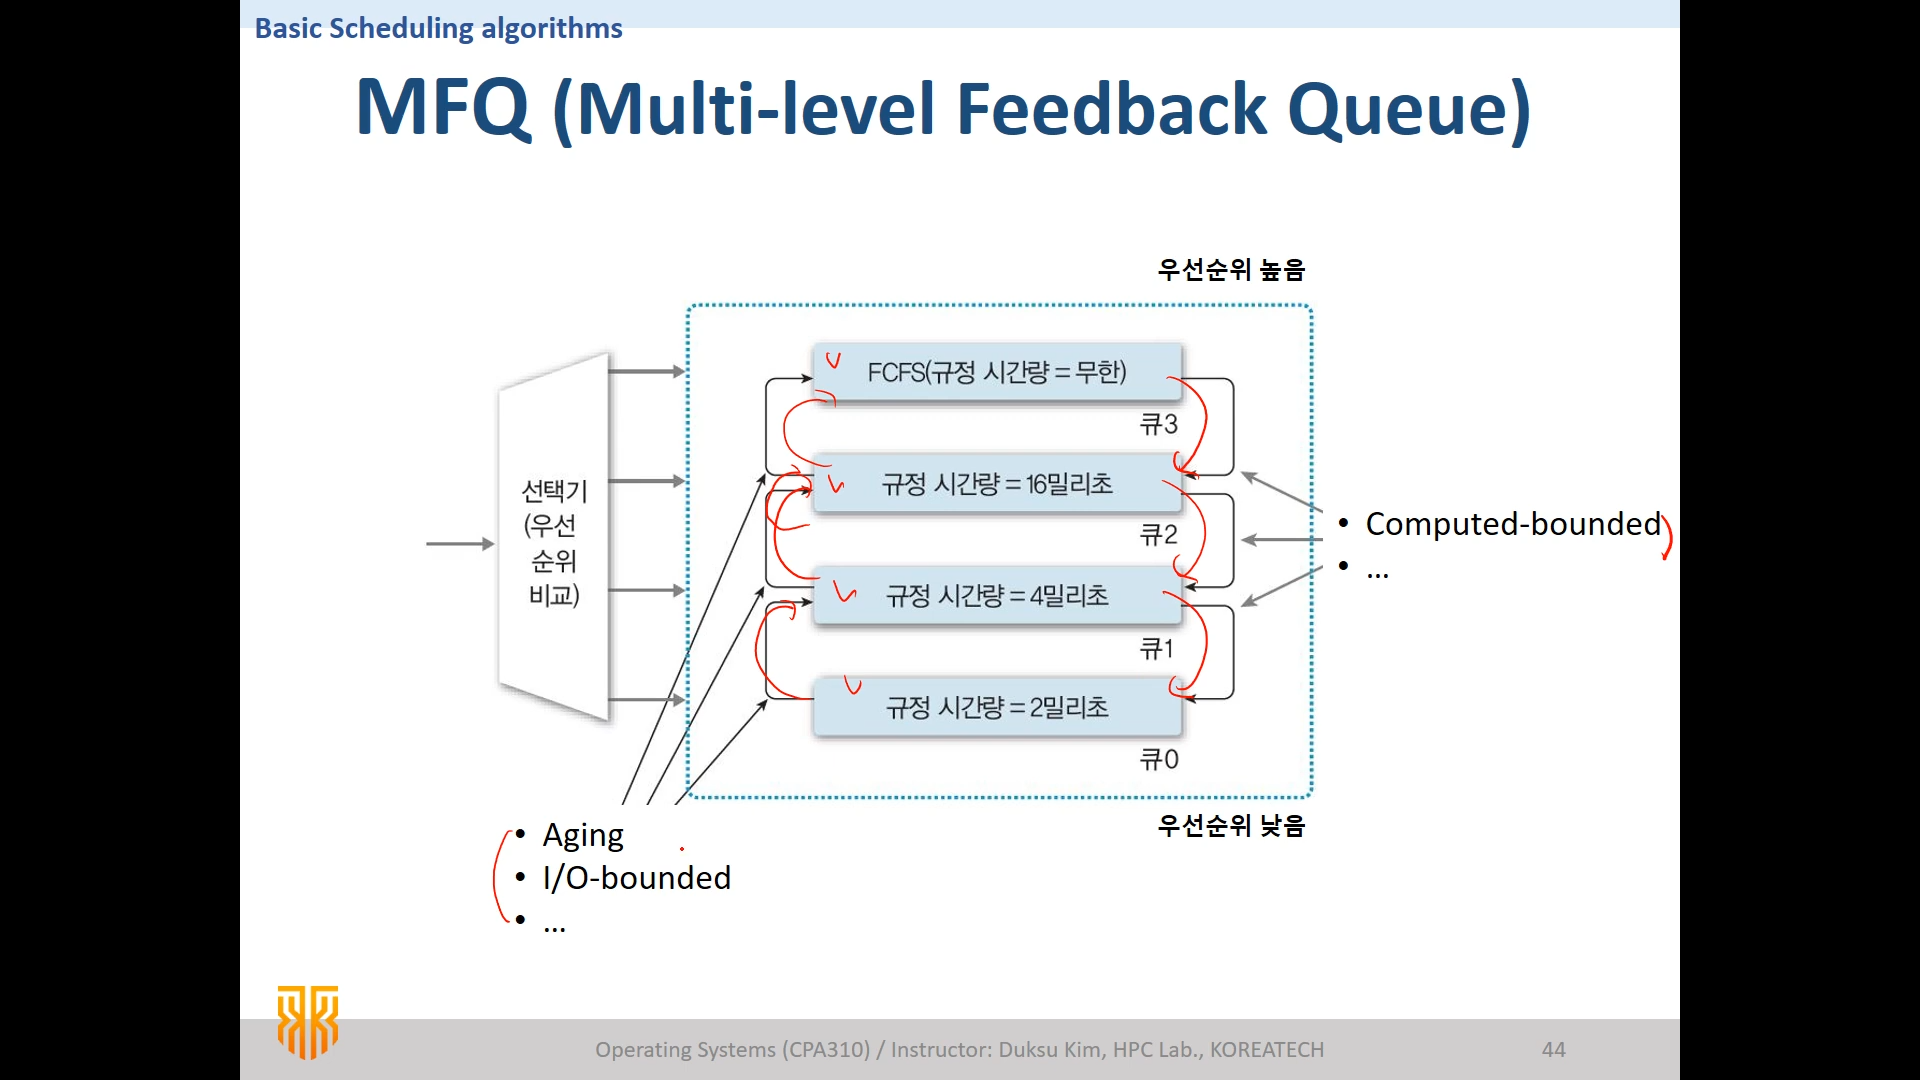 Basic Scheduling algorithms
MFQ (Multi-level Feedback Queue)
우선순위 높음
선택기
(우선
순위
비교)
FCFS(규정 시간량 = 무한)
큐3
규정 시간량 = 16밀리초
큐2
규정 시간량 = 4밀리초
큐1
규정 시간량 = 2밀리초
큐0
• Computed-bounded
• ...
우선순위 낮음
• Aging
• I/O-bounded
• ...
Operating Systems (CPA310) / Instructor: Duksu Kim, HPC Lab., KOREATECH
44